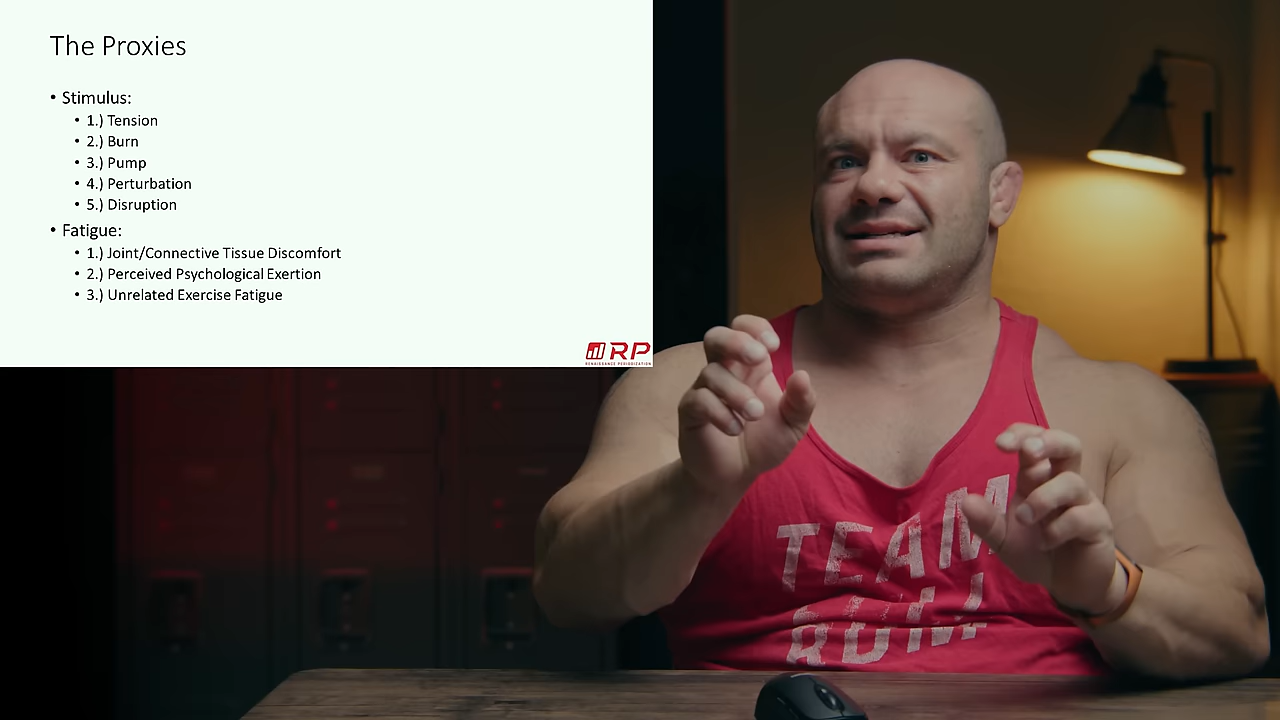 The Proxies
• Stimulus:
• 1.) Tension
• 2.) Burn
• 3.) Pump
• 4.) Perturbation
• 5.) Disruption
• Fatigue:
• 1.) Joint/Connective Tissue Discomfort
• 2.) Perceived Psychological Exertion
• 3.) Unrelated Exercise Fatigue
RP
RENAISSANCE PERIODIZATION
TEAM